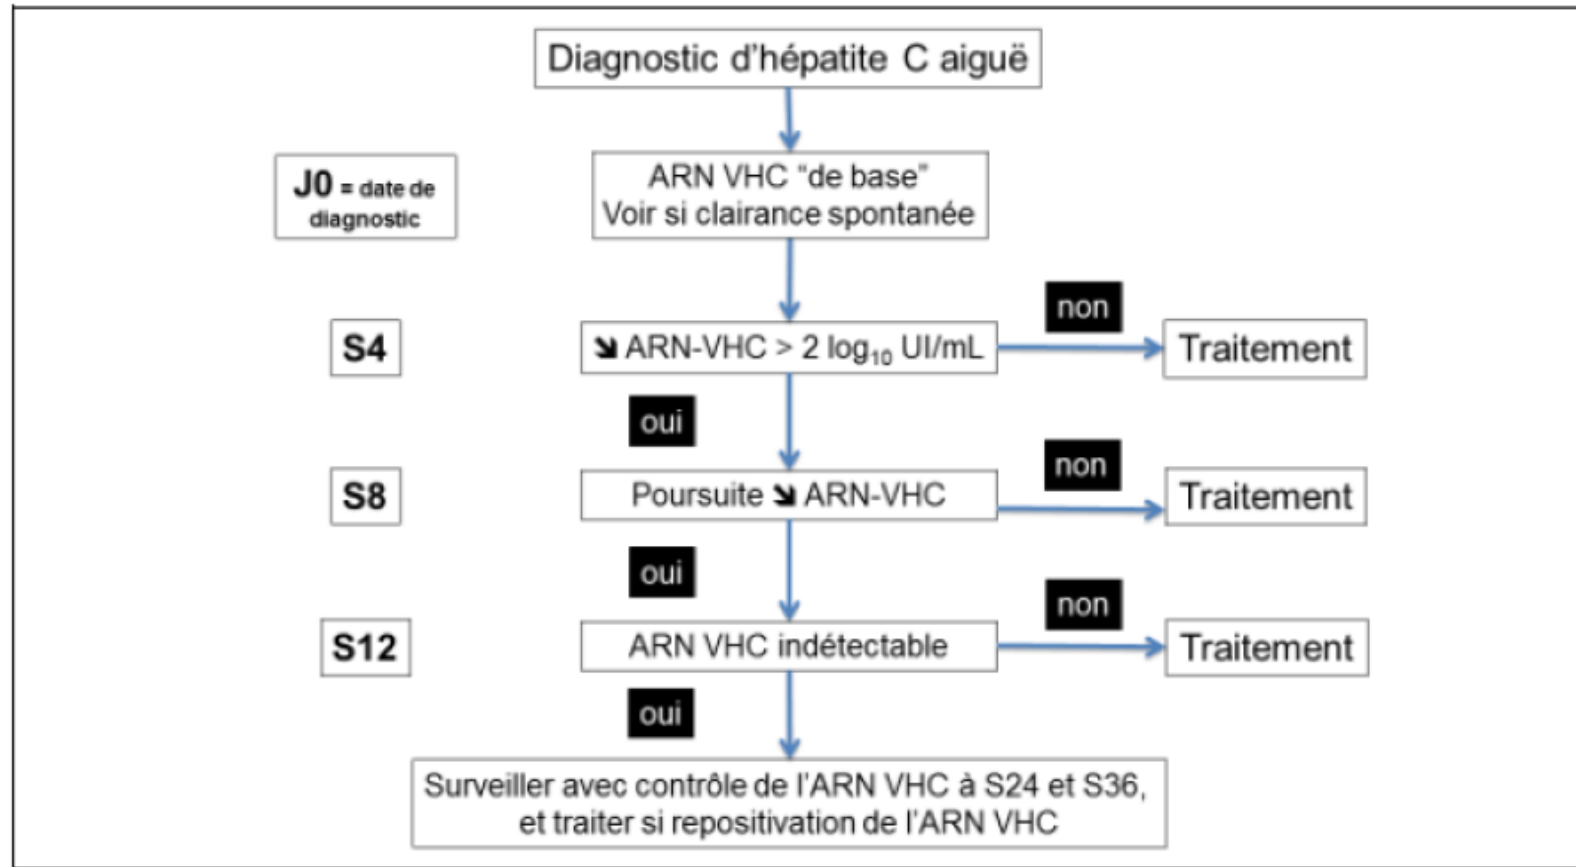 Diagnostic d'hépatite C aiguë
J0 = date de
diagnostic
ARN VHC “de base”
Voir si clairance spontanée
S4
➘ ARN-VHC > 2 log₁₀ UI/mL
non
Traitement
oui
S8
Poursuite ➘ ARN-VHC
non
Traitement
oui
S12
ARN VHC indétectable
non
Traitement
oui
Surveiller avec contrôle de l'ARN VHC à S24 et S36,
et traiter si repositivation de l'ARN VHC